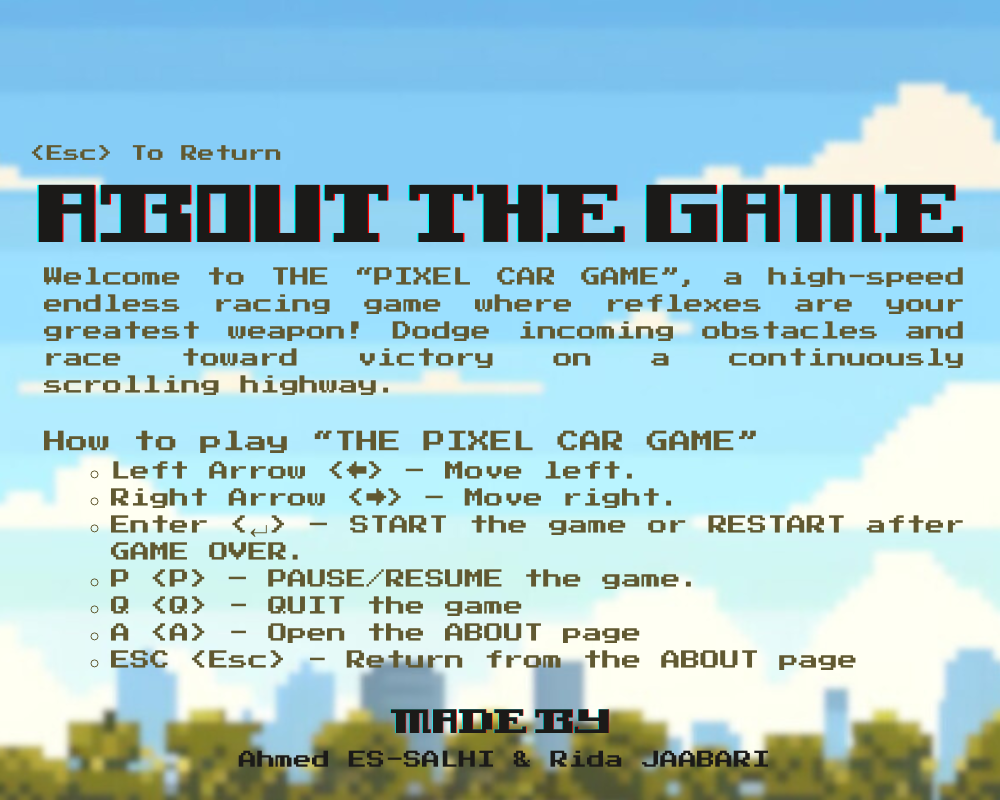 <Esc> To Return
ABOUT THE GAME
Welcome to THE “PIXEL CAR GAME”, a high-speed
endless racing game where reflexes are your
greatest weapon! Dodge incoming obstacles and
race toward victory on a continuously
scrolling highway.
How to play “THE PIXEL CAR GAME”
○ Left Arrow <🡸> - Move left.
○ Right Arrow <🡺> - Move right.
○ Enter <↵> - START the game or RESTART after
GAME OVER.
○ P <P> - PAUSE/RESUME the game.
○ Q <Q> - QUIT the game
○ A <A> - Open the ABOUT page
○ ESC <Esc> - Return from the ABOUT page
MADE BY
Ahmed ES-SALHI & Rida JAABARI